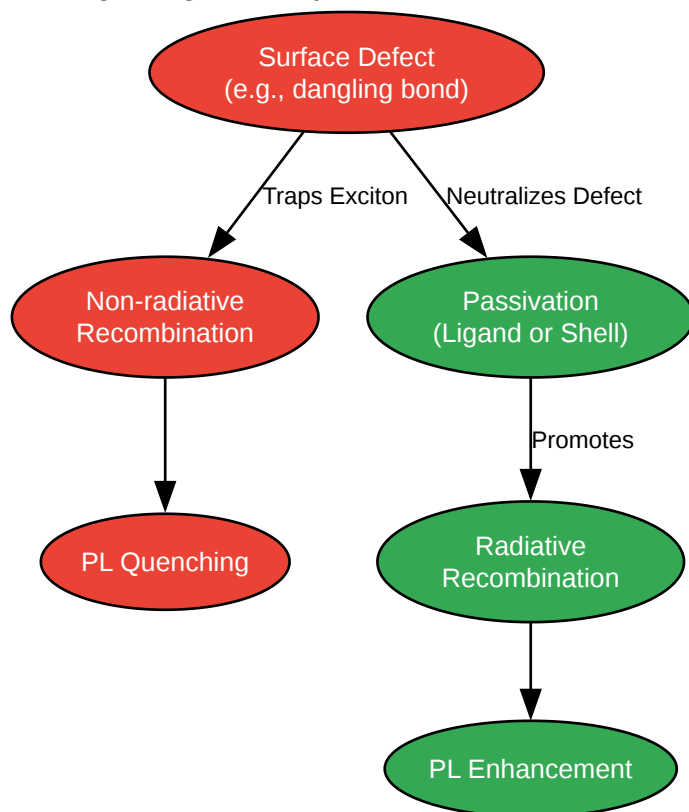 Surface Defect
(e.g., dangling bond)
Traps Exciton
Neutralizes Defect
Non-radiative
Recombination
Passivation
(Ligand or Shell)
Promotes
PL Quenching
Radiative
Recombination
PL Enhancement